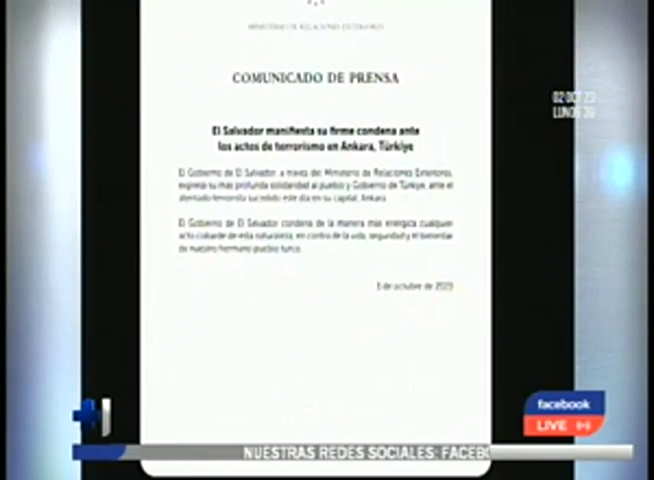 MINISTERIO DE RELACIONES EXTERIORES
COMUNICADO DE PRENSA
El Salvador manifiesta su firme condena ante
los actos de terrorismo en Ankara, Türkiye
El Gobierno de El Salvador, a través del Ministerio de Relaciones Exteriores,
expresa su más profunda solidaridad al pueblo y Gobierno de Türkiye, ante el
atentado terrorista sucedido este día en su capital, Ankara.
El Gobierno de El Salvador condena de la manera más enérgica cualquier
acto cobarde de esta naturaleza, en contra de la vida, seguridad y el bienestar
de nuestro hermano pueblo turco.
de octubre de 2023
02 OCT 23
LUNES
facebook
LIVE
NUESTRAS REDES SOCIALES: FACEBO